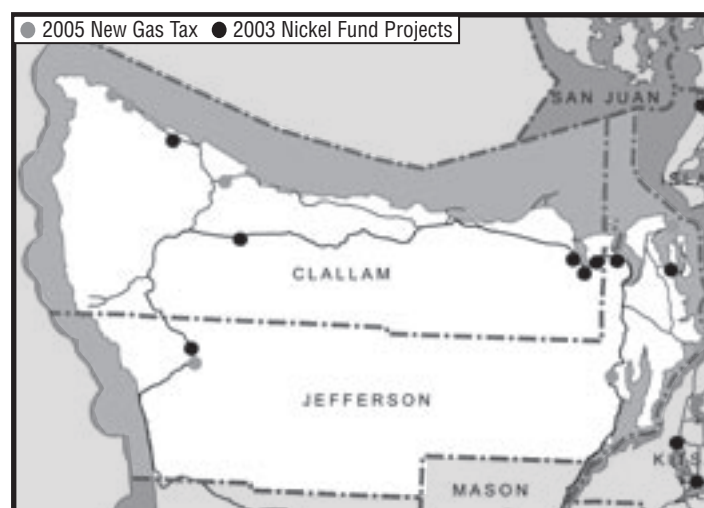 2005 New Gas Tax 2003 Nickel Fund Projects
SAN JUAN
CLALLAM
JEFFERSON
MASON